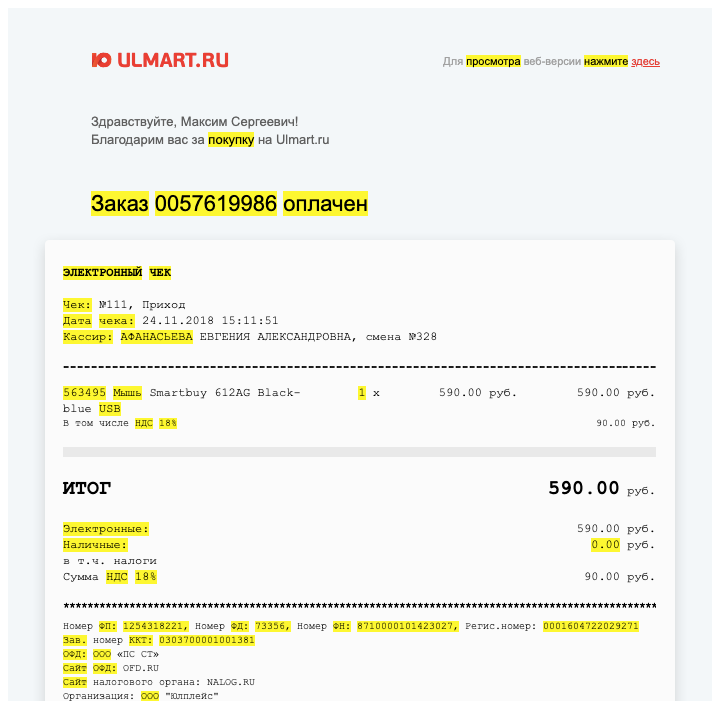 ULMART.RU
Для просмотра веб-версии нажмите здесь
Здравствуйте, Максим Сергеевич!
Благодарим вас за покупку на Ulmart.ru
Заказ 0057619986 оплачен
ЭЛЕКТРОННЫЙ ЧЕК
Чек: №111, Приход
Дата чека: 24.11.2018 15:11:51
Кассир: АФАНАСЬЕВА ЕВГЕНИЯ АЛЕКСАНДРОВНА, смена №328
563495 Мышь Smartbuy 612AG Black- 1 x 590.00 руб. 590.00 руб.
blue USB
В том числе НДС 18% 90.00 руб.
ИТОГ 590.00 руб.
Электронные: 590.00 руб.
Наличные: 0.00 руб.
в т.ч. налоги
Сумма НДС 18% 90.00 руб.
Номер ФП: 1254318221, Номер ФД: 73356, Номер ФН: 8710000101423027, Регис.номер: 0001604722029271
Зав. номер ККТ: 0303700001001381
ОФД: ООО «ПС СТ»
Сайт ОФД: OFD.RU
Сайт налогового органа: NALOG.RU
Организация: ООО "Юлплейс"